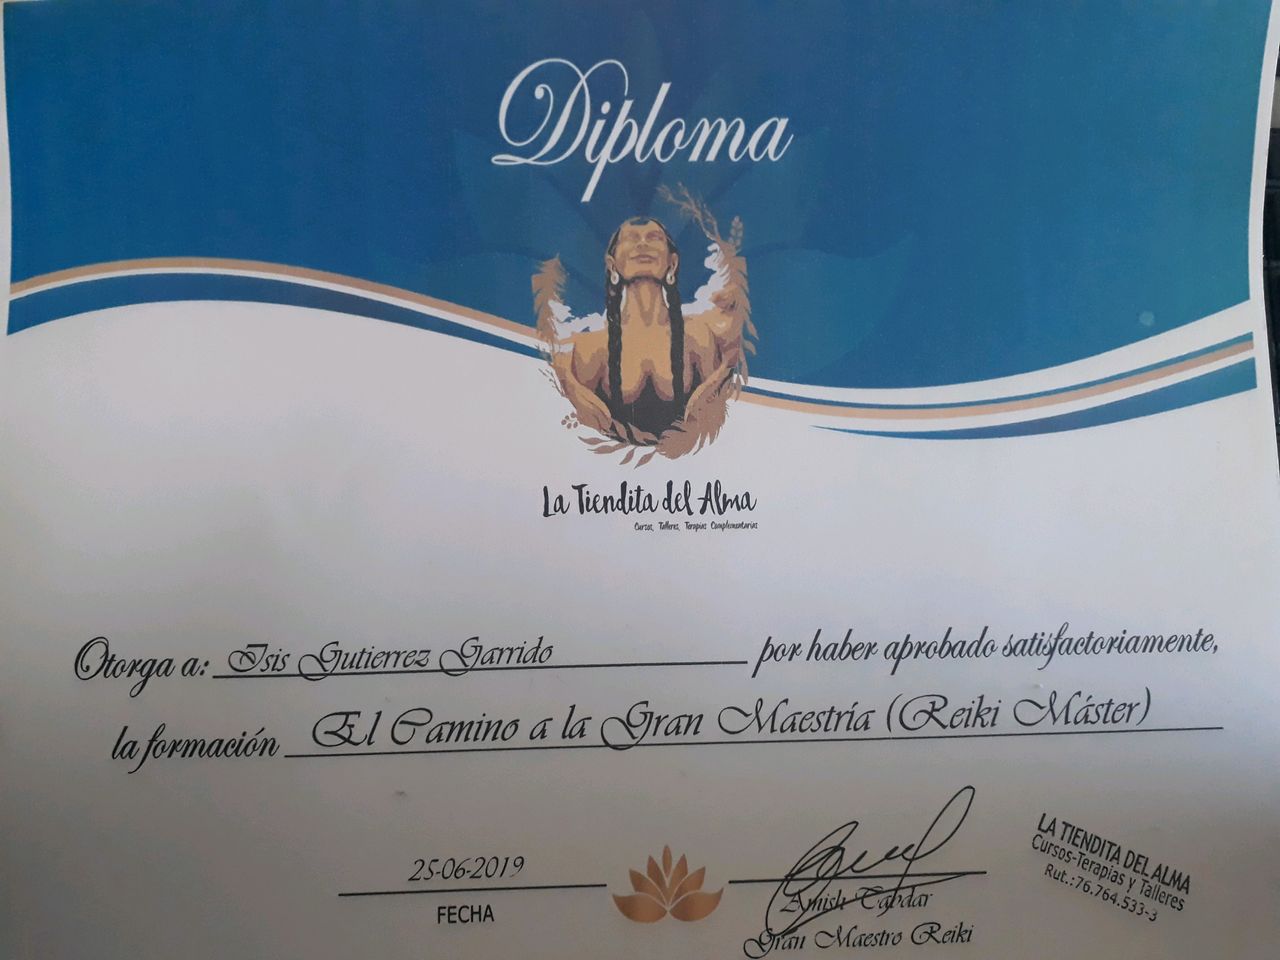 Diploma
La Tiendita del Alma
Cursos, Talleres, Terapias Complementarias
Otorga a: Isis Gutierrez Garrido por haber aprobado satisfactoriamente,
la formación El Camino a la Gran Maestría (Reiki Máster)
25-06-2019
FECHA
Amish Tabdar
Gran Maestro Reiki
LA TIENDITA DEL ALMA
Cursos-Terapias y Talleres
Rut.:76.764.533-3